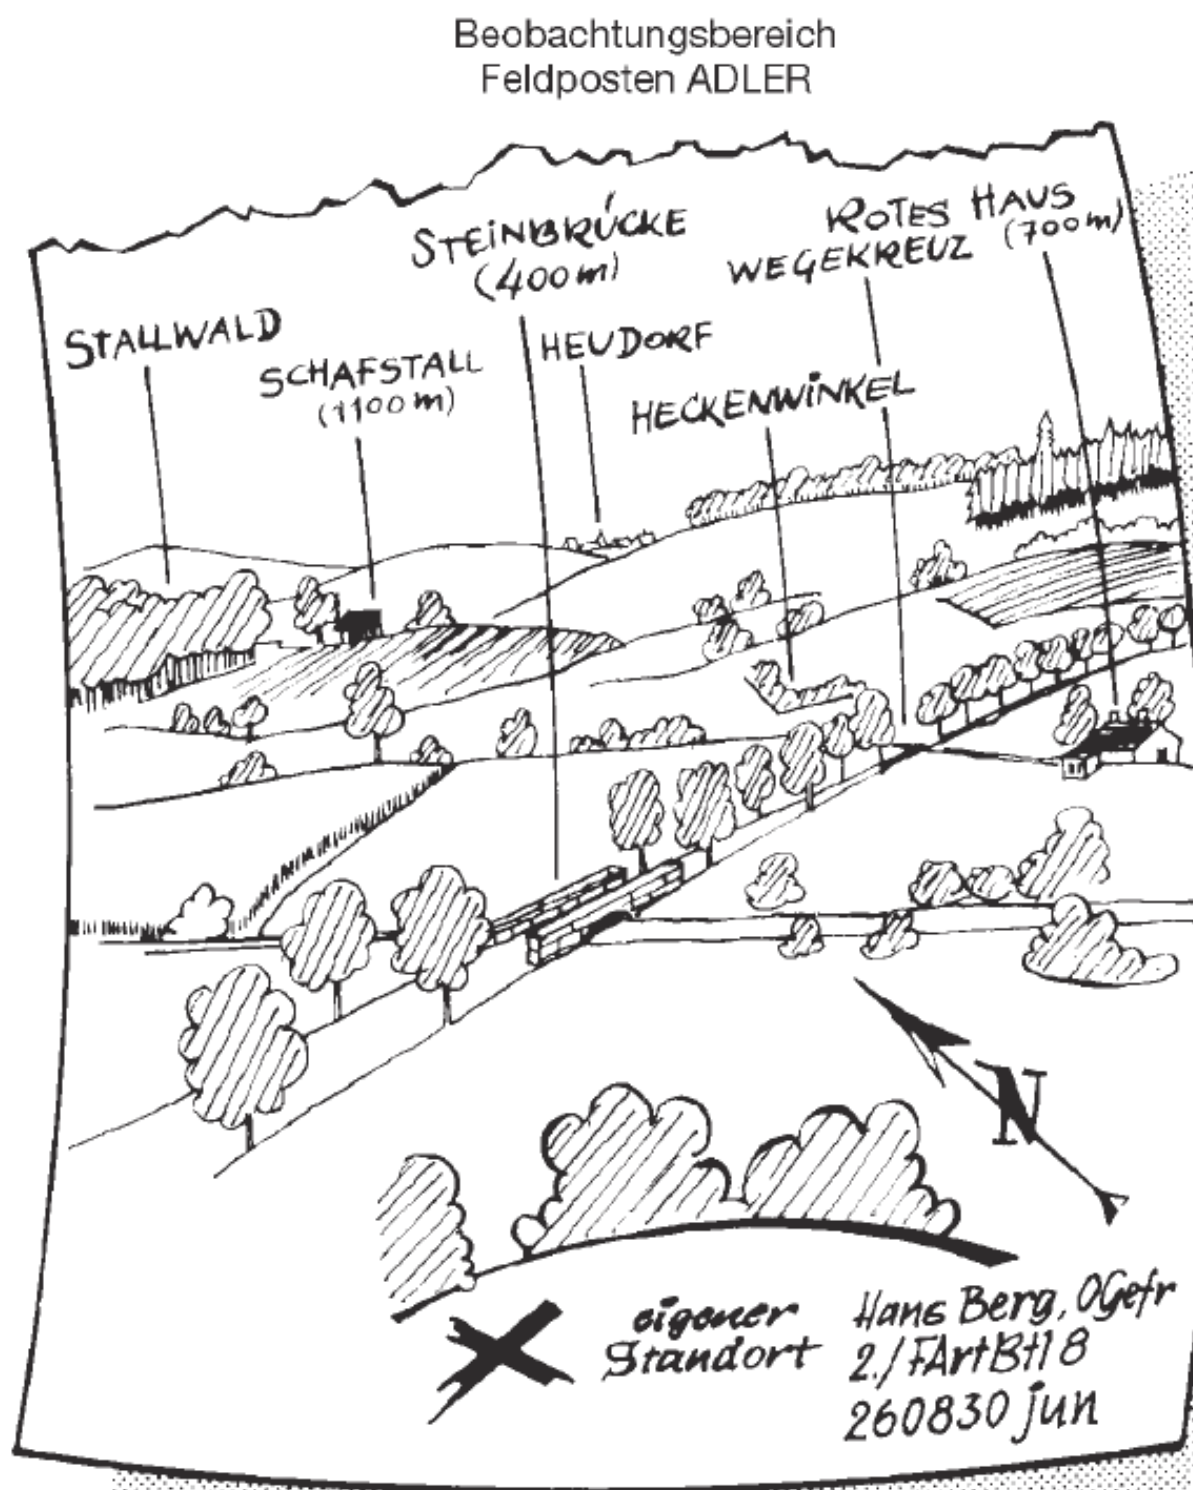 Beobachtungsbereich
Feldposten ADLER
STALLWALD
SCHAFSTALL
(1100m)
STEINBRÜCKE
(400m)
HEUDORF
HECKENWINKEL
WEGEKREUZ
ROTES HAUS
(700m)
N
eigener
Standort
Hans Berg, OGefr
2./FArtBtl 8
260830 jun